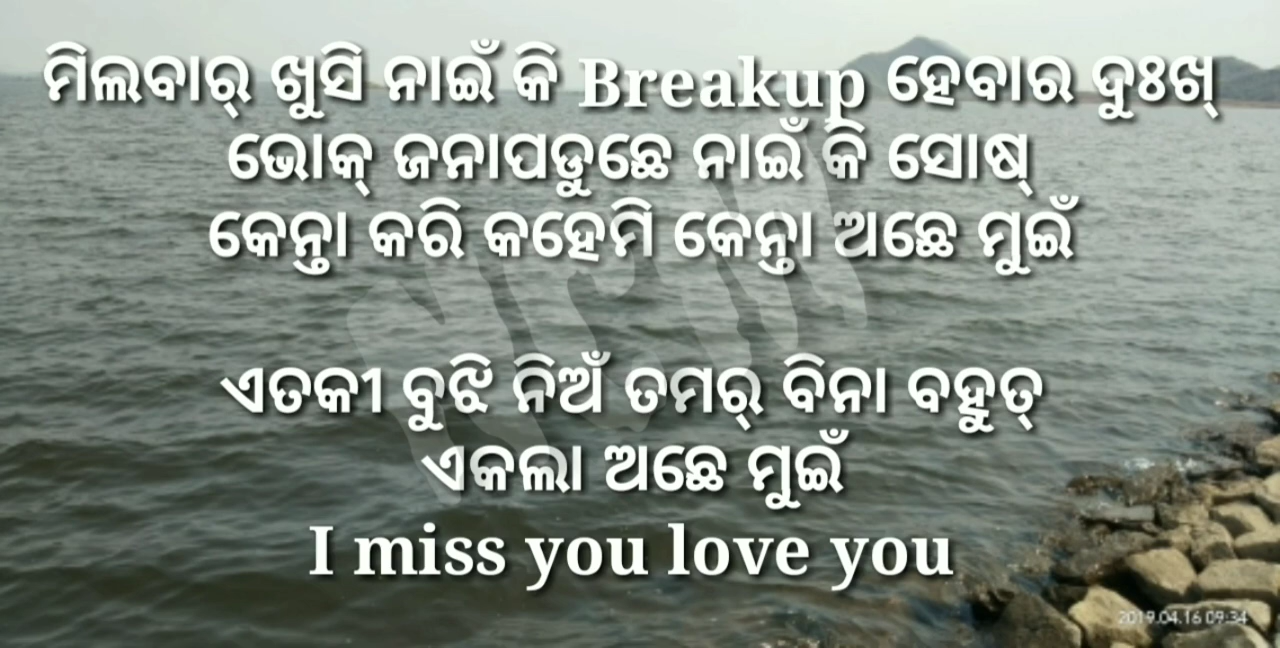 ମିଲବାର୍ ଖୁସି ନାଇଁ କି Breakup ହେବାର ଦୁଃଖ୍
ଭୋକ୍ ଜନାପଡୁଛେ ନାଇଁ କି ସୋଷ୍
କେନ୍ତା କରି କହେମି କେନ୍ତା ଅଛେ ମୁଇଁ
ଏତକୀ ବୁଝି ନିଅଁ ତମର୍ ବିନା ବହୁତ୍
ଏକଲା ଅଛେ ମୁଇଁ
I miss you love you
2019.04.16 09:34